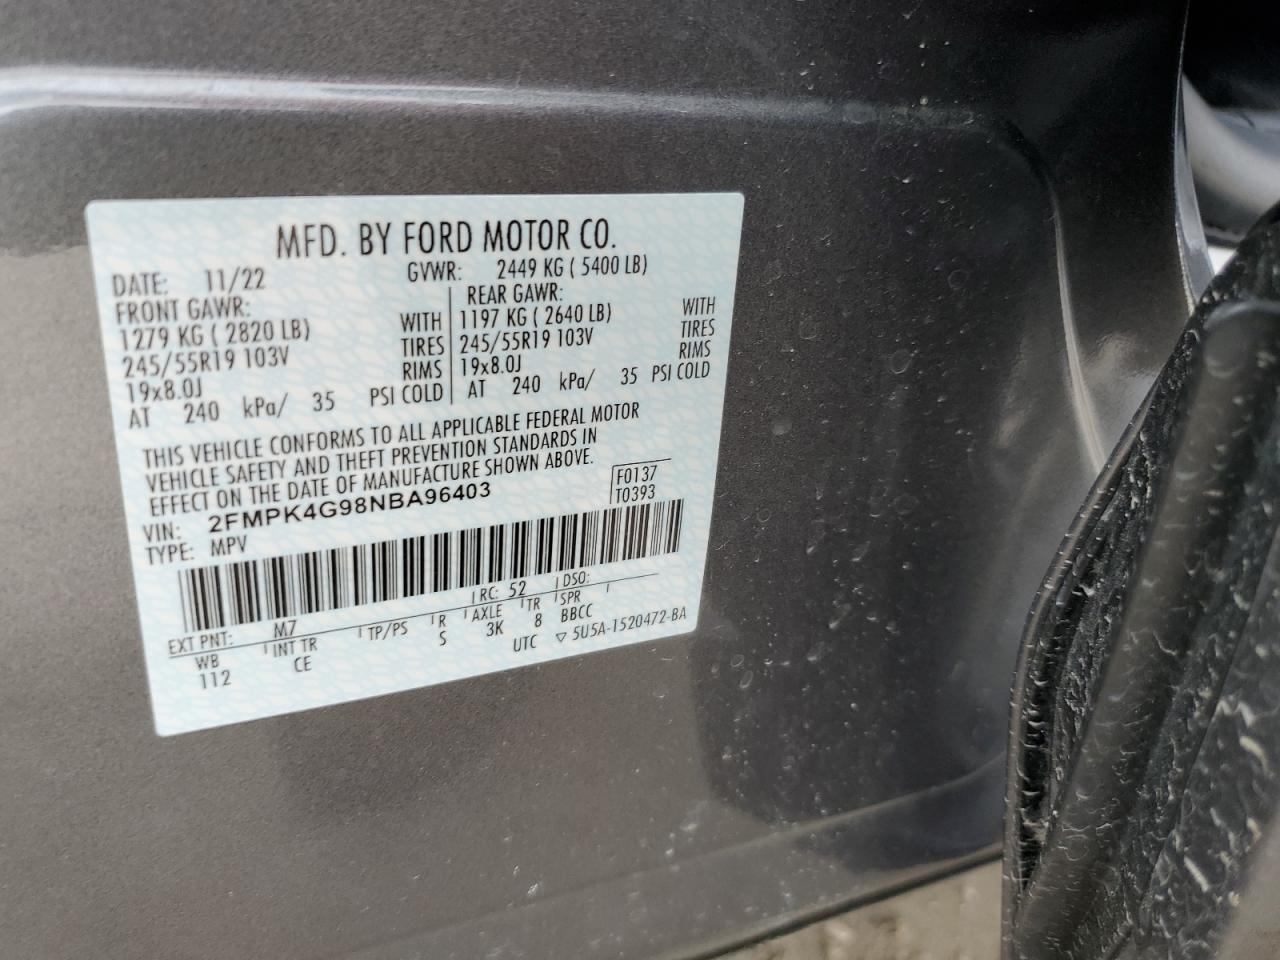 MFD. BY FORD MOTOR CO.
DATE: 11/22 GVWR: 2449 KG ( 5400 LB)
FRONT GAWR: REAR GAWR:
1279 KG ( 2820 LB) WITH 1197 KG ( 2640 LB) WITH
245/55R19 103V TIRES 245/55R19 103V TIRES
19x8.0J RIMS 19x8.0J RIMS
AT 240 kPa/ 35 PSI COLD AT 240 kPa/ 35 PSI COLD
THIS VEHICLE CONFORMS TO ALL APPLICABLE FEDERAL MOTOR
VEHICLE SAFETY AND THEFT PREVENTION STANDARDS IN
EFFECT ON THE DATE OF MANUFACTURE SHOWN ABOVE.
VIN: 2FMPK4G98NBA96403 F0137
TYPE: MPV T0393
EXT PNT: M7 RC: 52 DSO:
WB INT TR TP/PS R AXLE TR SPR
112 CE S 3K 8 BBCC
UTC ▽ 5U5A-1520472-BA